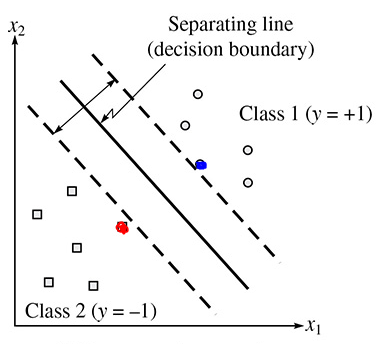 x₂
Separating line
(decision boundary)
Class 1 (y = +1)
Class 2 (y = –1)
x₁